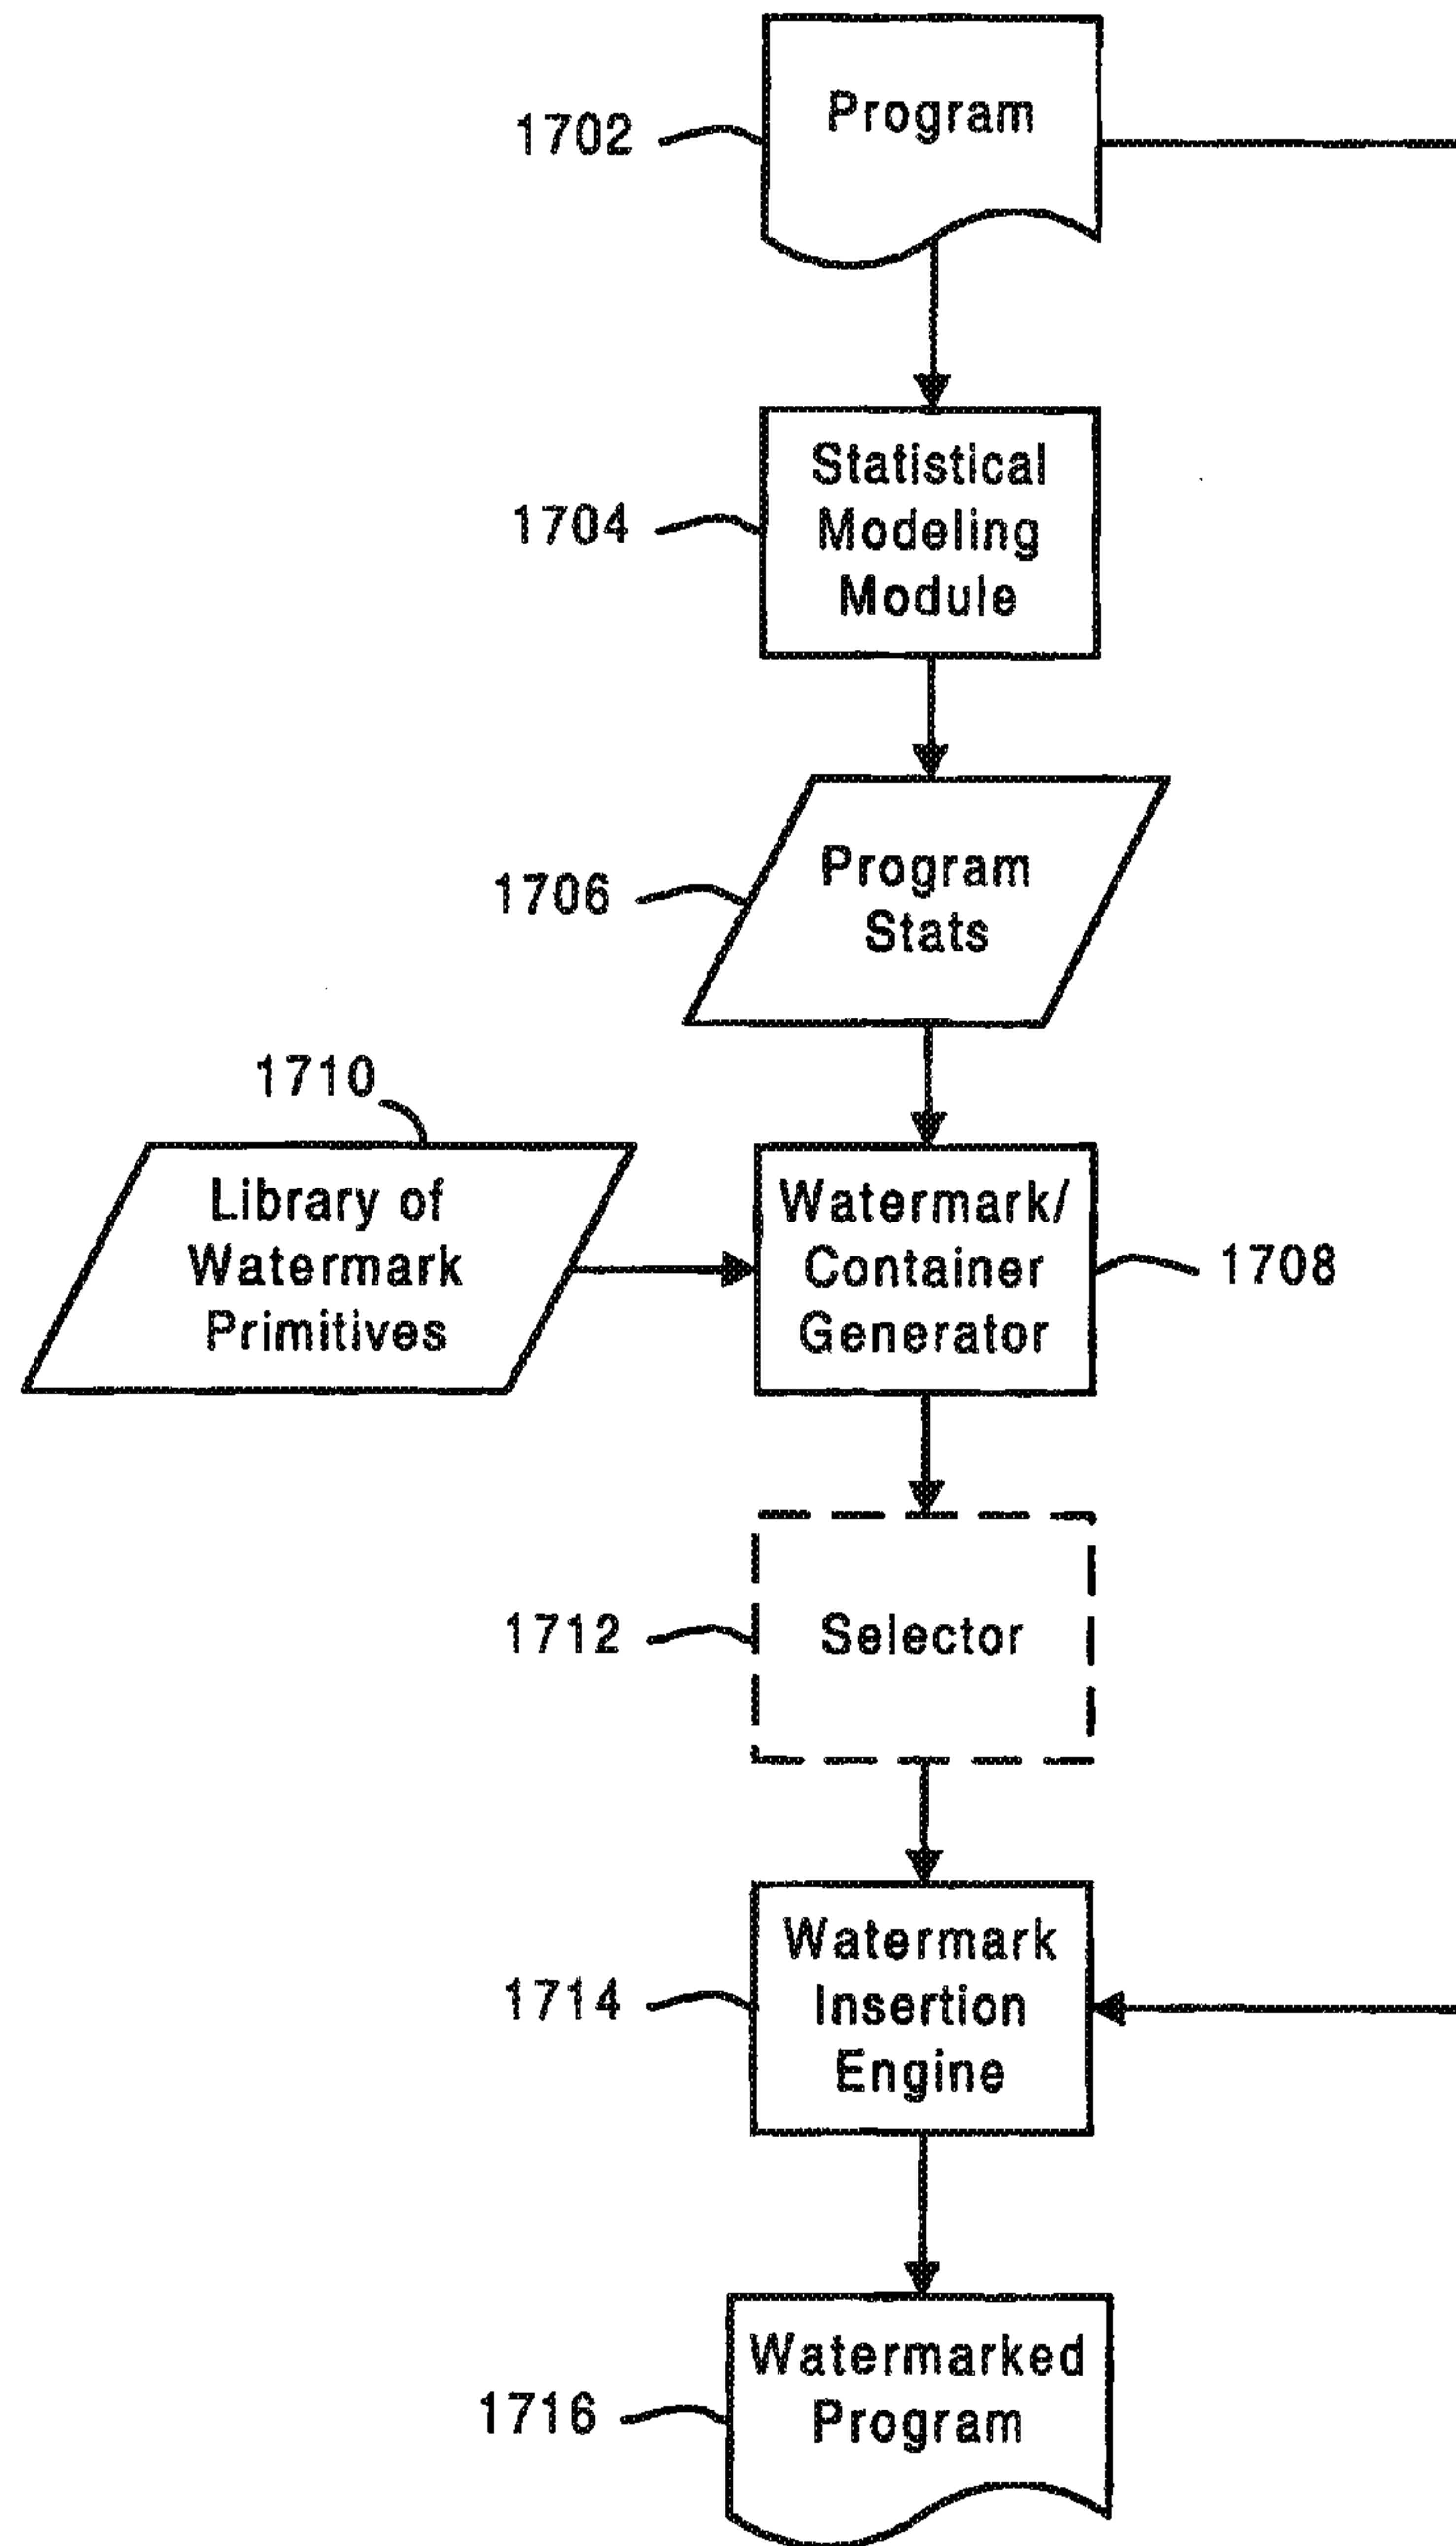 Program
1702
Statistical
Modeling
Module
1704
Program
Stats
1706
1710
Library of
Watermark
Primitives
Watermark/
Container
Generator
1708
1712
Selector
Watermark
Insertion
Engine
1714
Watermarked
Program
1716